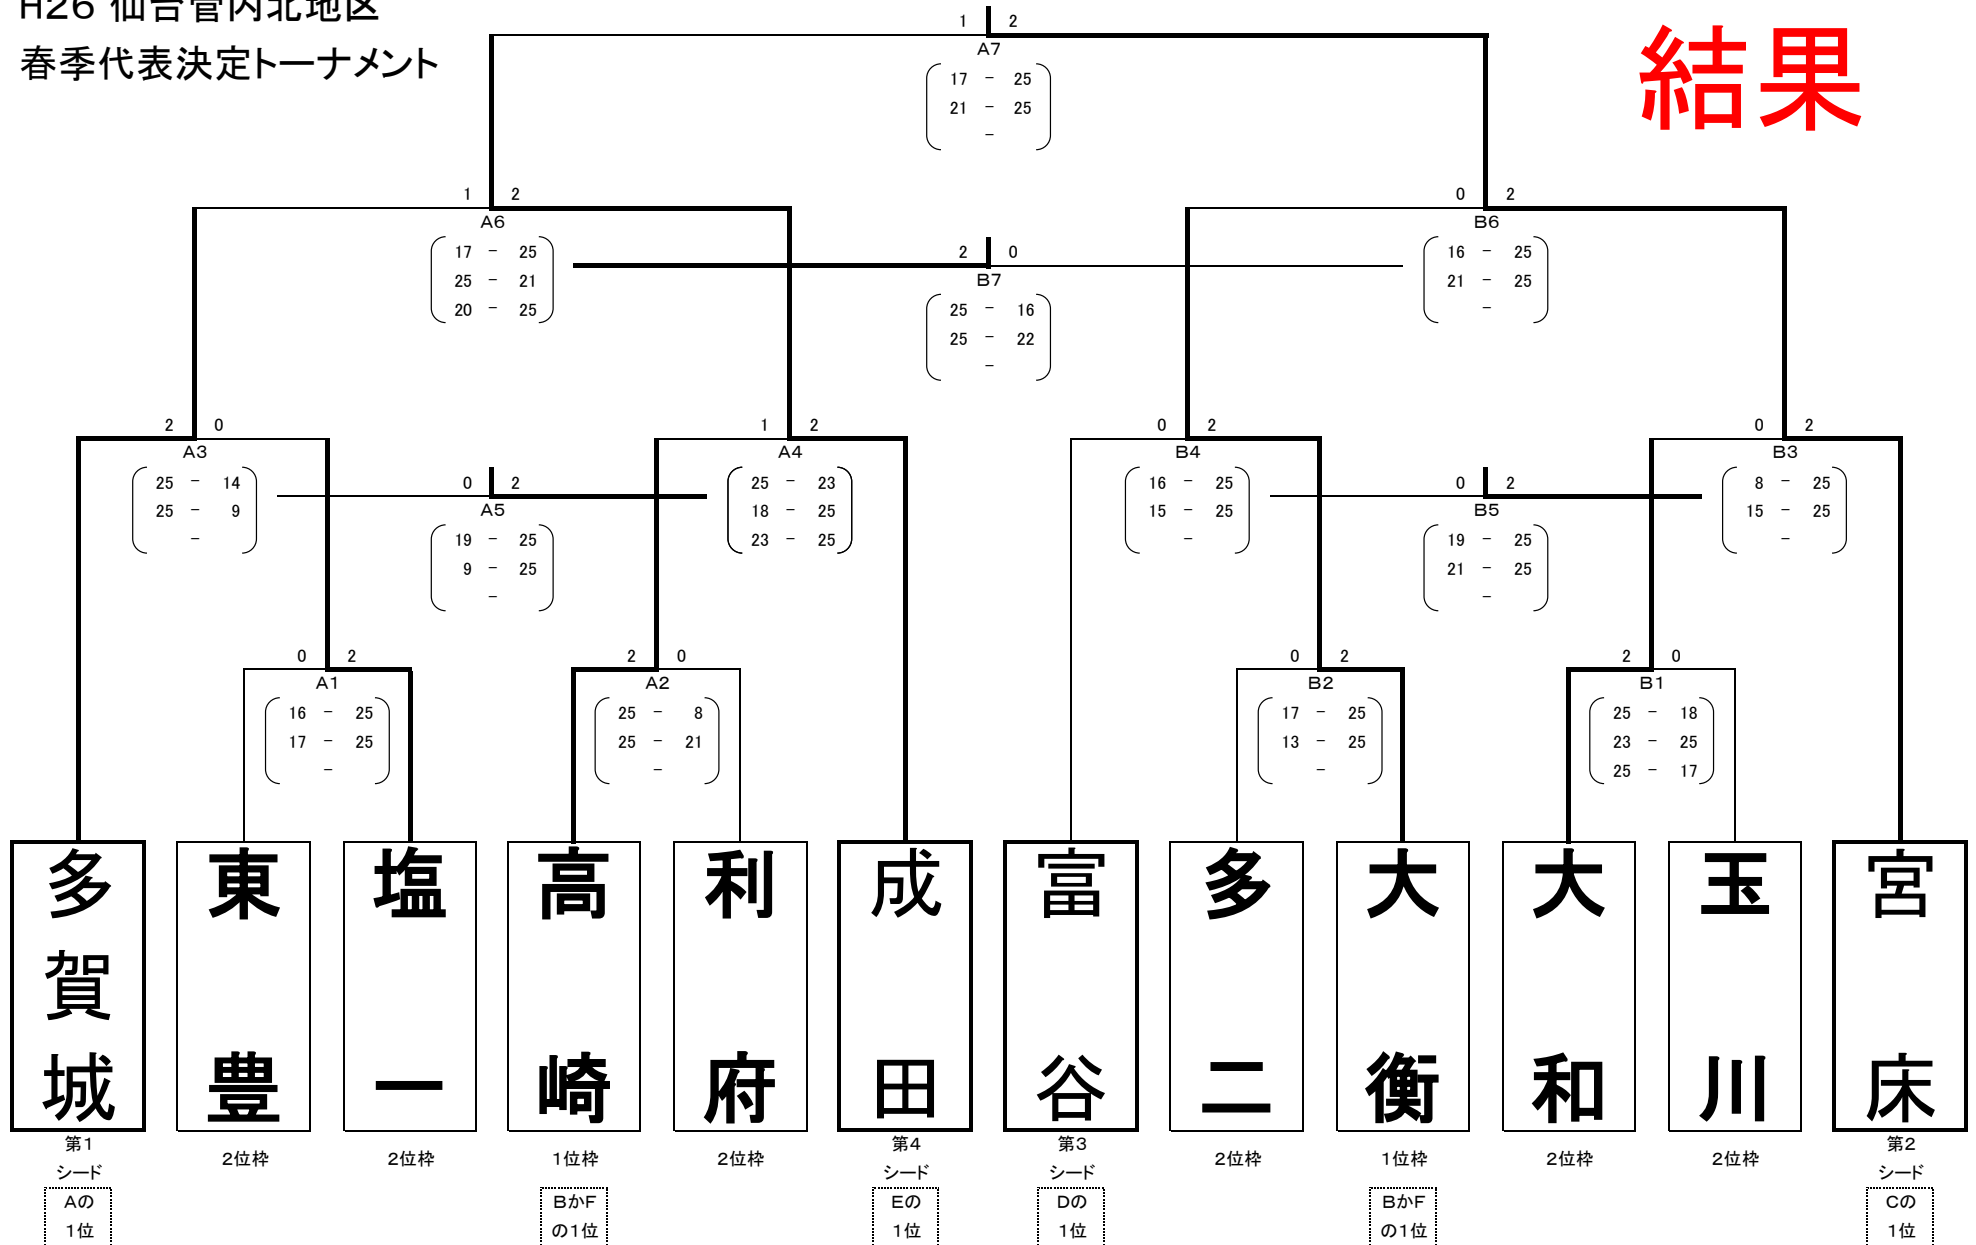 H26 仙台管内北地区
春季代表決定トーナメント
結果
1 2
A7
17 - 25
21 - 25
-
1 2
A6
17 - 25
25 - 21
20 - 25
0 2
B6
16 - 25
21 - 25
-
2 0
B7
25 - 16
25 - 22
-
2 0
A3
25 - 14
25 - 9
-
1 2
A4
25 - 23
18 - 25
23 - 25
0 2
B4
16 - 25
15 - 25
-
0 2
B3
8 - 25
15 - 25
-
0 2
A5
19 - 25
9 - 25
-
0 2
B5
19 - 25
21 - 25
-
0 2
A1
16 - 25
17 - 25
-
2 0
A2
25 - 8
25 - 21
-
0 2
B2
17 - 25
13 - 25
-
2 0
B1
25 - 18
23 - 25
25 - 17
多賀城
東豊
塩一
高崎
利府
成田
富谷
多二
大衡
大和
玉川
宮床
第1
シード
Aの
1位
2位枠
2位枠
1位枠
BかF
の1位
2位枠
第4
シード
Eの
1位
第3
シード
Dの
1位
2位枠
1位枠
BかF
の1位
2位枠
2位枠
第2
シード
Cの
1位